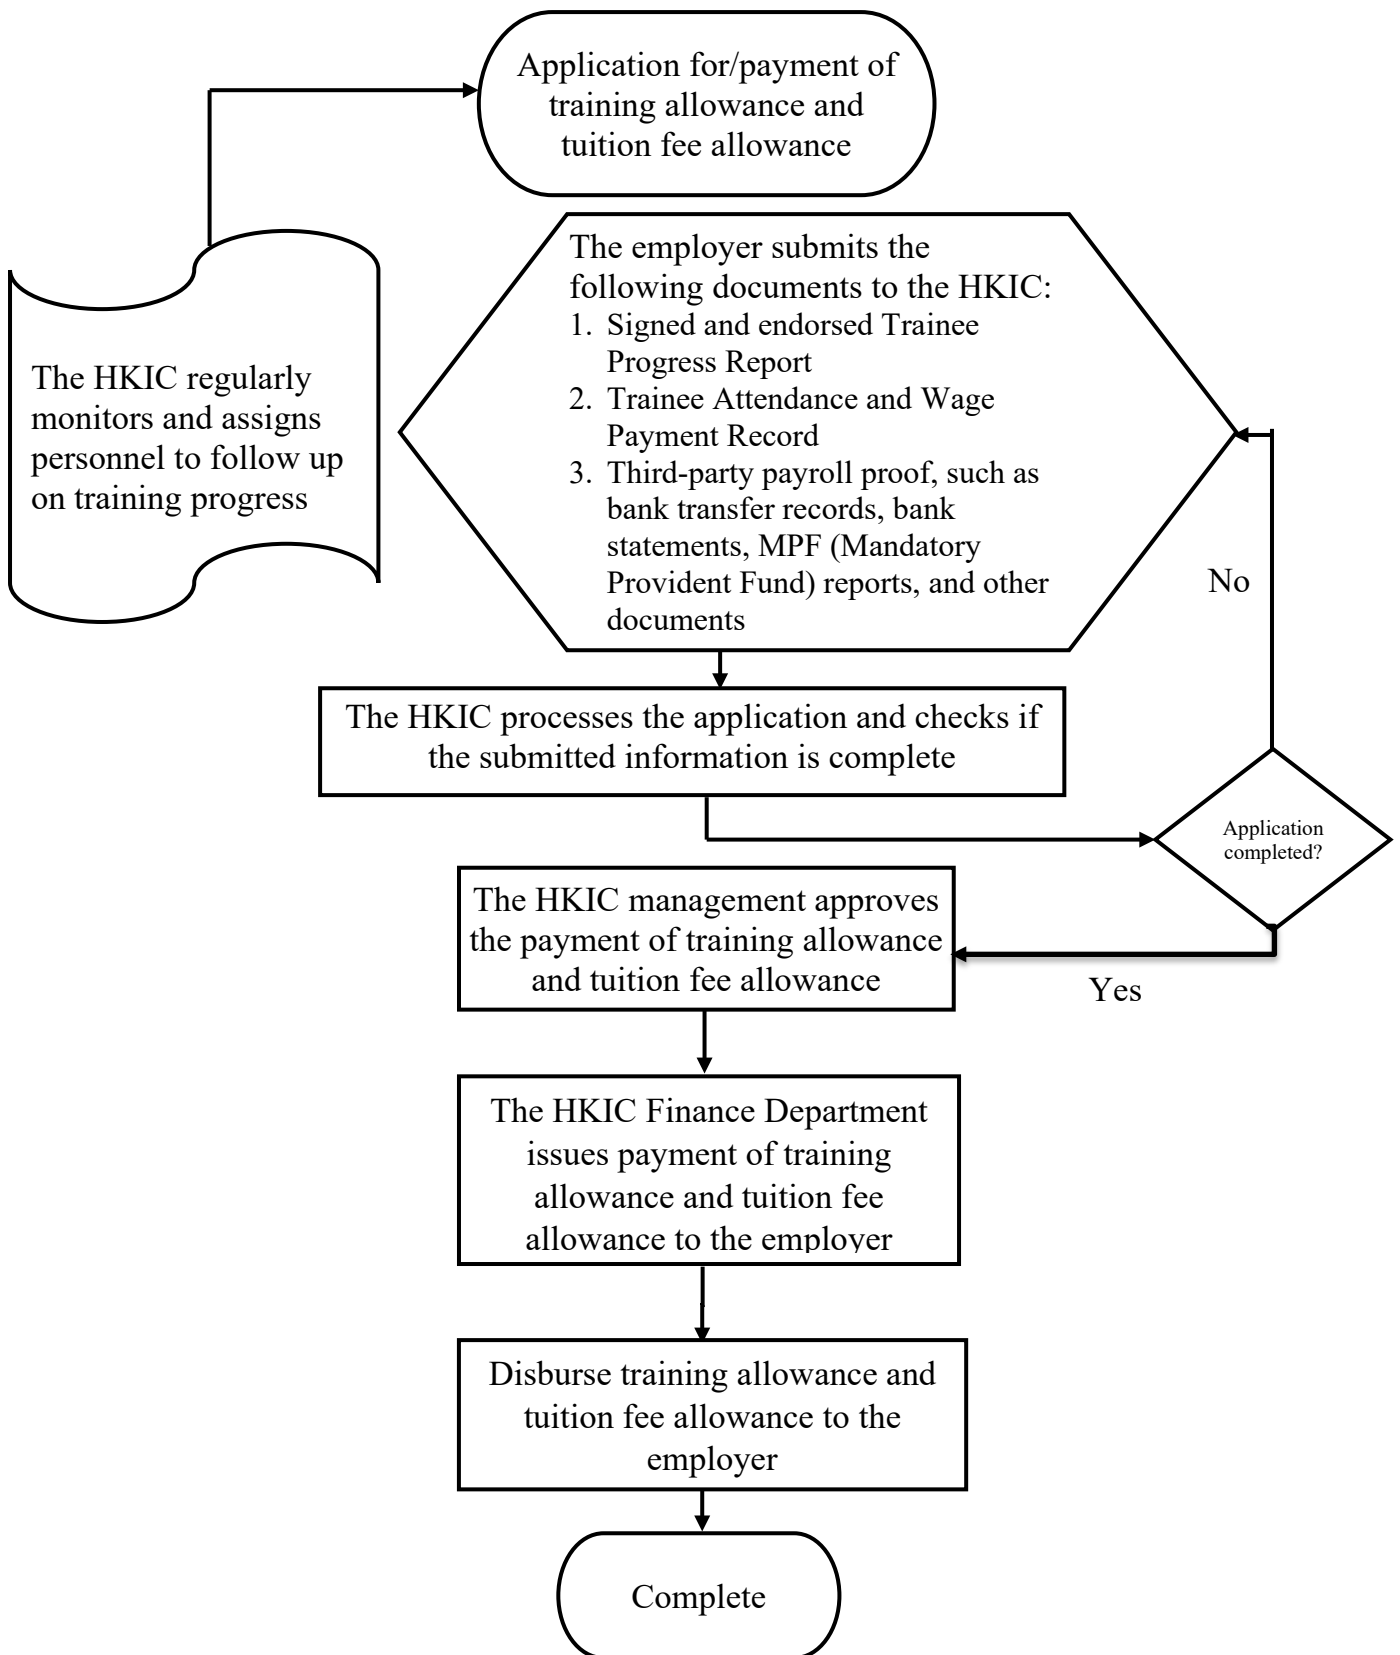 Application for/payment of
training allowance and
tuition fee allowance
The HKIC regularly
monitors and assigns
personnel to follow up
on training progress
The employer submits the
following documents to the HKIC:
1. Signed and endorsed Trainee
Progress Report
2. Trainee Attendance and Wage
Payment Record
3. Third-party payroll proof, such as
bank transfer records, bank
statements, MPF (Mandatory
Provident Fund) reports, and other
documents
No
The HKIC processes the application and checks if
the submitted information is complete
Application
completed?
The HKIC management approves
the payment of training allowance
and tuition fee allowance
Yes
The HKIC Finance Department
issues payment of training
allowance and tuition fee
allowance to the employer
Disburse training allowance and
tuition fee allowance to the
employer
Complete